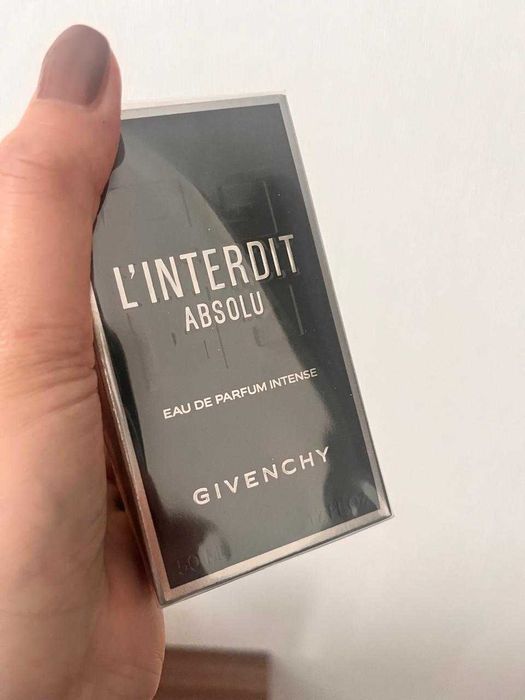 L'INTERDIT
ABSOLU
EAU DE PARFUM INTENSE
GIVENCHY